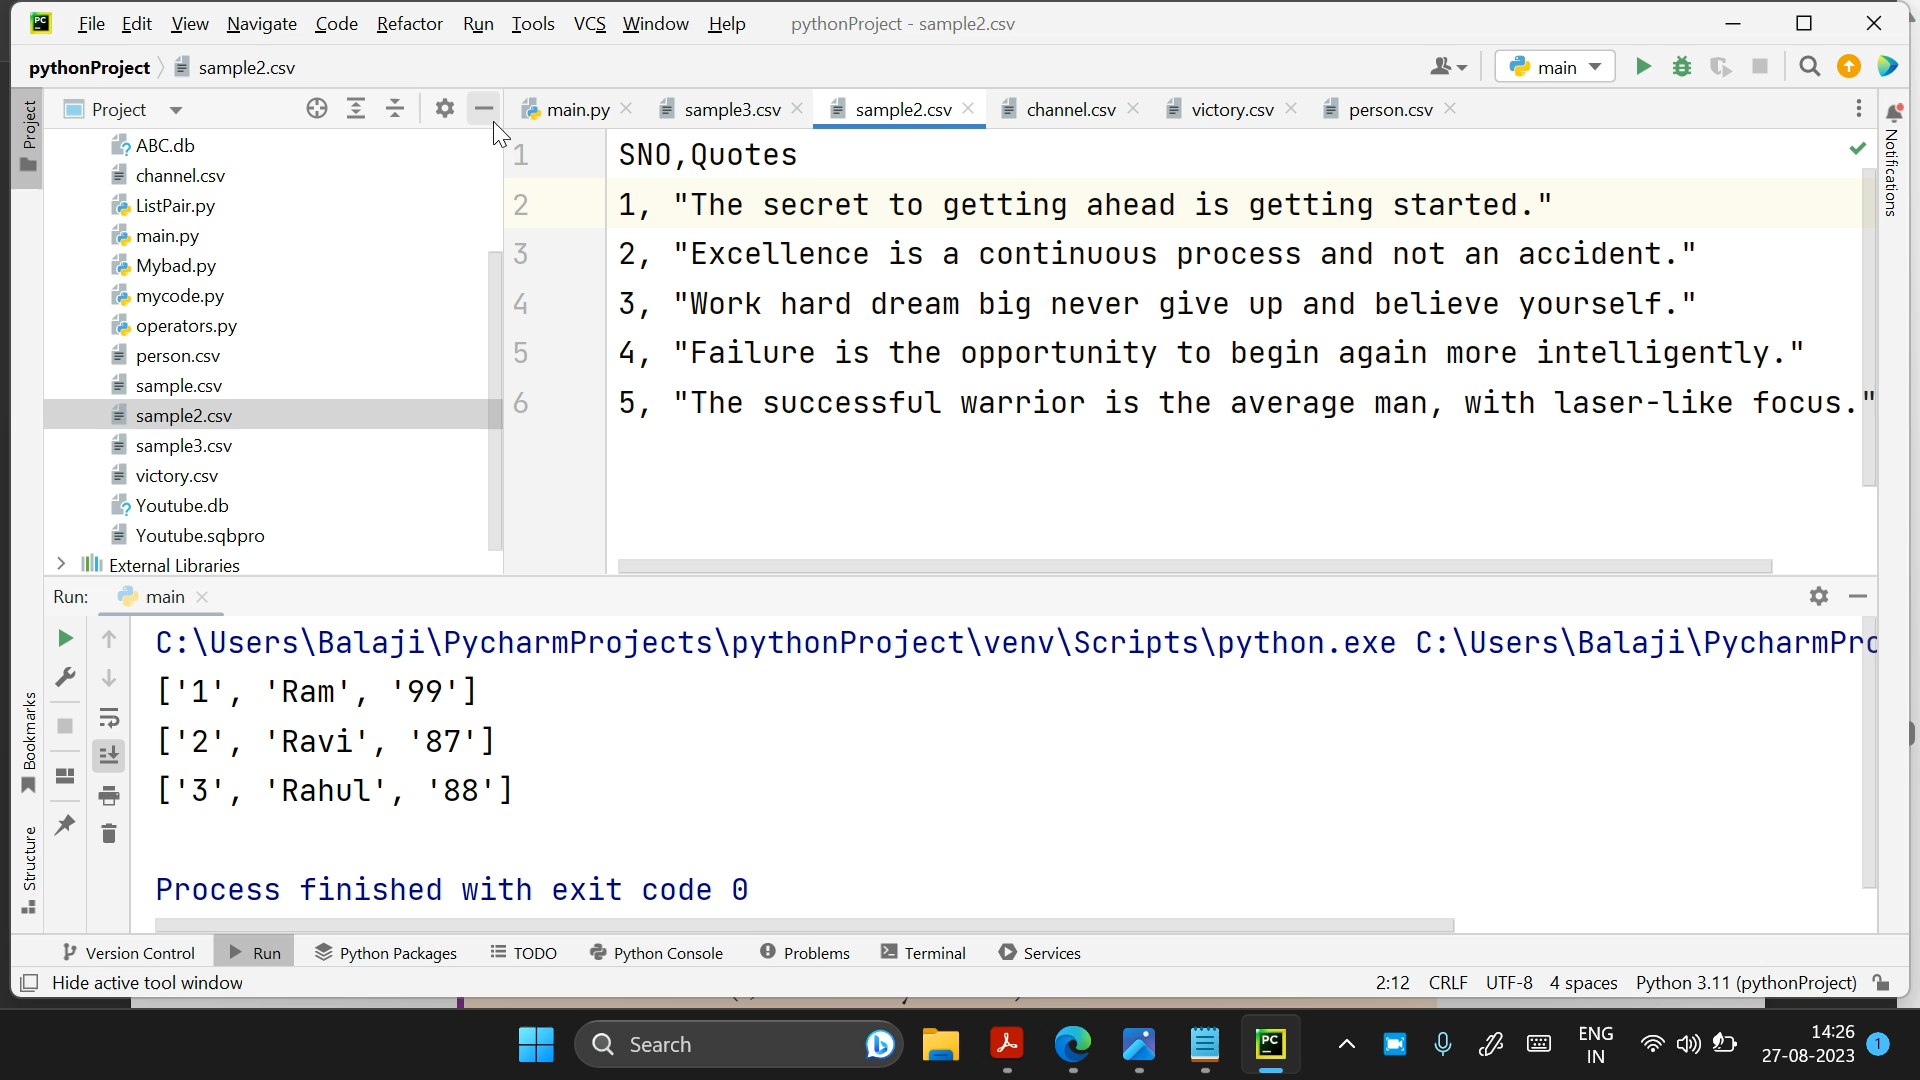 PC File Edit View Navigate Code Refactor Run Tools VCS Window Help pythonProject - sample2.csv
pythonProject sample2.csv main
Project Project main.py sample3.csv sample2.csv channel.csv victory.csv person.csv
Notifications
ABC.db
channel.csv
ListPair.py
main.py
Mybad.py
mycode.py
operators.py
person.csv
sample.csv
sample2.csv
sample3.csv
victory.csv
Youtube.db
Youtube.sqbpro
External Libraries
1 SNO,Quotes
2 1, "The secret to getting ahead is getting started."
3 2, "Excellence is a continuous process and not an accident."
4 3, "Work hard dream big never give up and believe yourself."
5 4, "Failure is the opportunity to begin again more intelligently."
6 5, "The successful warrior is the average man, with laser-like focus."
Run: main
C:\Users\Balaji\PycharmProjects\pythonProject\venv\Scripts\python.exe C:\Users\Balaji\PycharmPro
['1', 'Ram', '99']
['2', 'Ravi', '87']
['3', 'Rahul', '88']
Process finished with exit code 0
Bookmarks
Structure
Version Control Run Python Packages TODO Python Console Problems Terminal Services
Hide active tool window 2:12 CRLF UTF-8 4 spaces Python 3.11 (pythonProject)
Search PC ENG 14:26
IN 27-08-2023 1